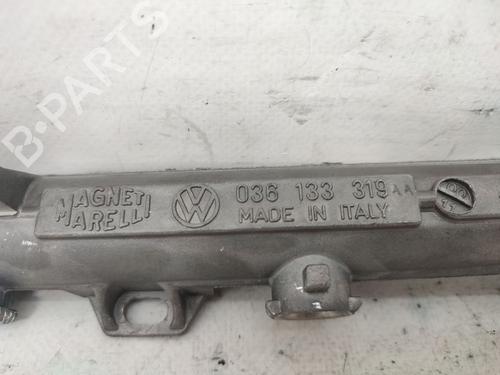 B-PARTS
MAGNETI
MARELLI
VW
036 133 319 AA
MADE IN ITALY